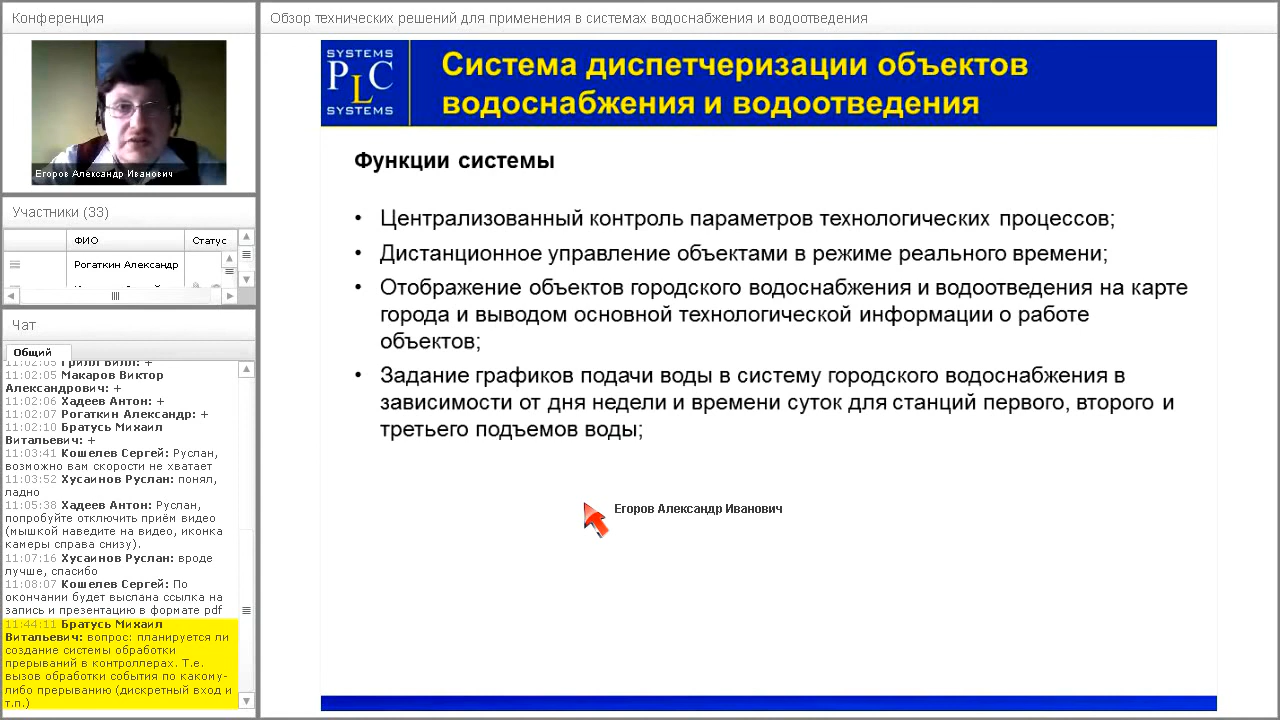 Конференция
Егоров Александр Иванович
Участники (33)
ФИО
Статус
Рогаткин Александр
Чат
Общий
11:02:05 Грилл Вилл: +
11:02:05 Макаров Виктор
Александрович: +
11:02:06 Хадеев Антон: +
11:02:07 Рогаткин Александр: +
11:02:10 Братусь Михаил
Витальевич: +
11:03:41 Кошелев Сергей: Руслан,
возможно вам скорости не хватает
11:03:52 Хусаинов Руслан: понял,
ладно
11:05:38 Хадеев Антон: Руслан,
попробуйте отключить приём видео
(мышкой наведите на видео, иконка
камеры справа снизу).
11:07:16 Хусаинов Руслан: вроде
лучше, спасибо
11:08:07 Кошелев Сергей: По
окончании будет выслана ссылка на
запись и презентацию в формате pdf
11:44:11 Братусь Михаил
Витальевич: вопрос: планируется ли
создание системы обработки
прерываний в контроллерах. Т.е.
вызов обработки события по какому-
либо прерыванию (дискретный вход и
т.п.)
Обзор технических решений для применения в системах водоснабжения и водоотведения
SYSTEMS
PLC
SYSTEMS
Система диспетчеризации объектов
водоснабжения и водоотведения
Функции системы
• Централизованный контроль параметров технологических процессов;
• Дистанционное управление объектами в режиме реального времени;
• Отображение объектов городского водоснабжения и водоотведения на карте
города и выводом основной технологической информации о работе
объектов;
• Задание графиков подачи воды в систему городского водоснабжения в
зависимости от дня недели и времени суток для станций первого, второго и
третьего подъемов воды;
Егоров Александр Иванович